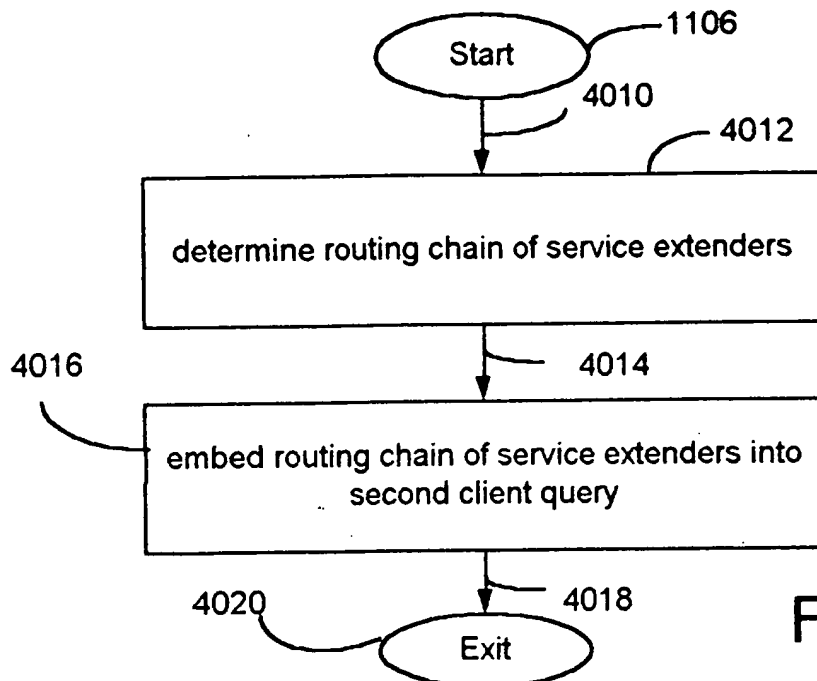 Start
1106
4010
4012
determine routing chain of service extenders
4016
4014
embed routing chain of service extenders into
second client query
4020
4018
F
Exit